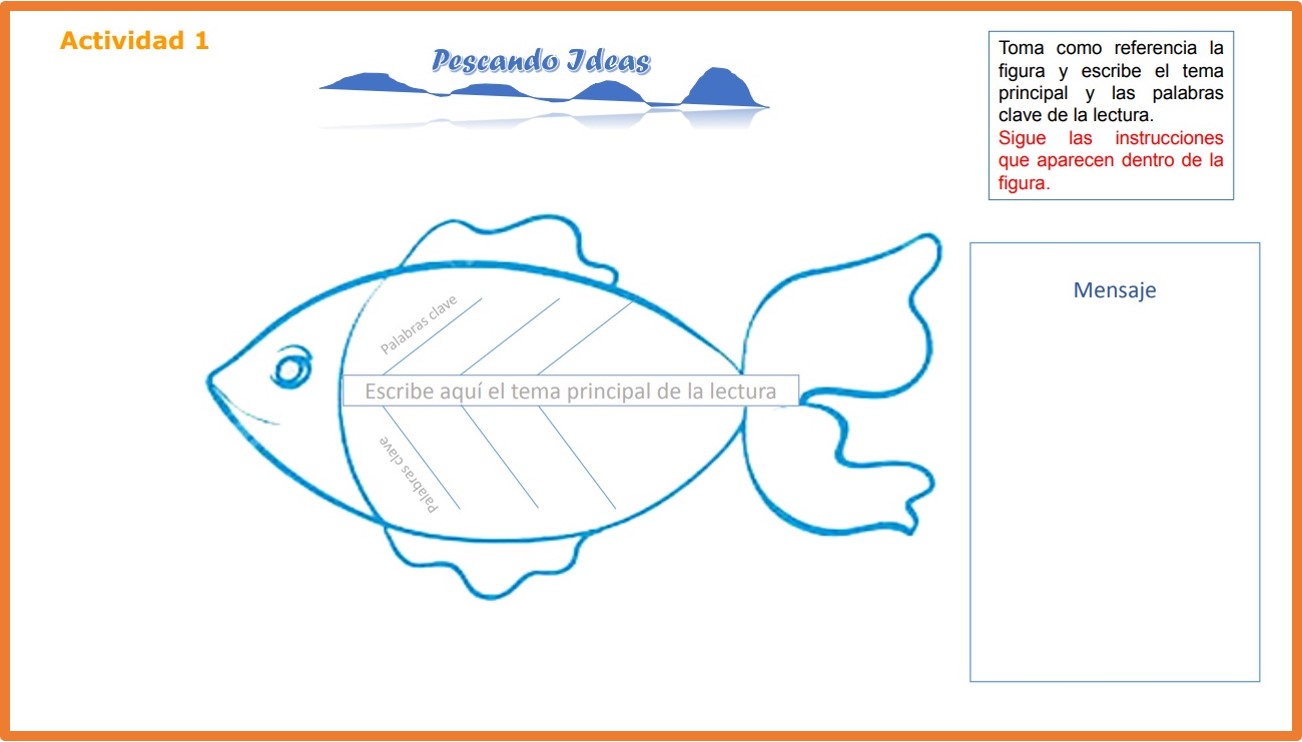 Actividad 1
Pescando Ideas
Toma como referencia la
figura y escribe el tema
principal y las palabras
clave de la lectura.
Sigue las instrucciones
que aparecen dentro de la
figura.
Mensaje
Palabras clave
Escribe aquí el tema principal de la lectura
Palabras clave